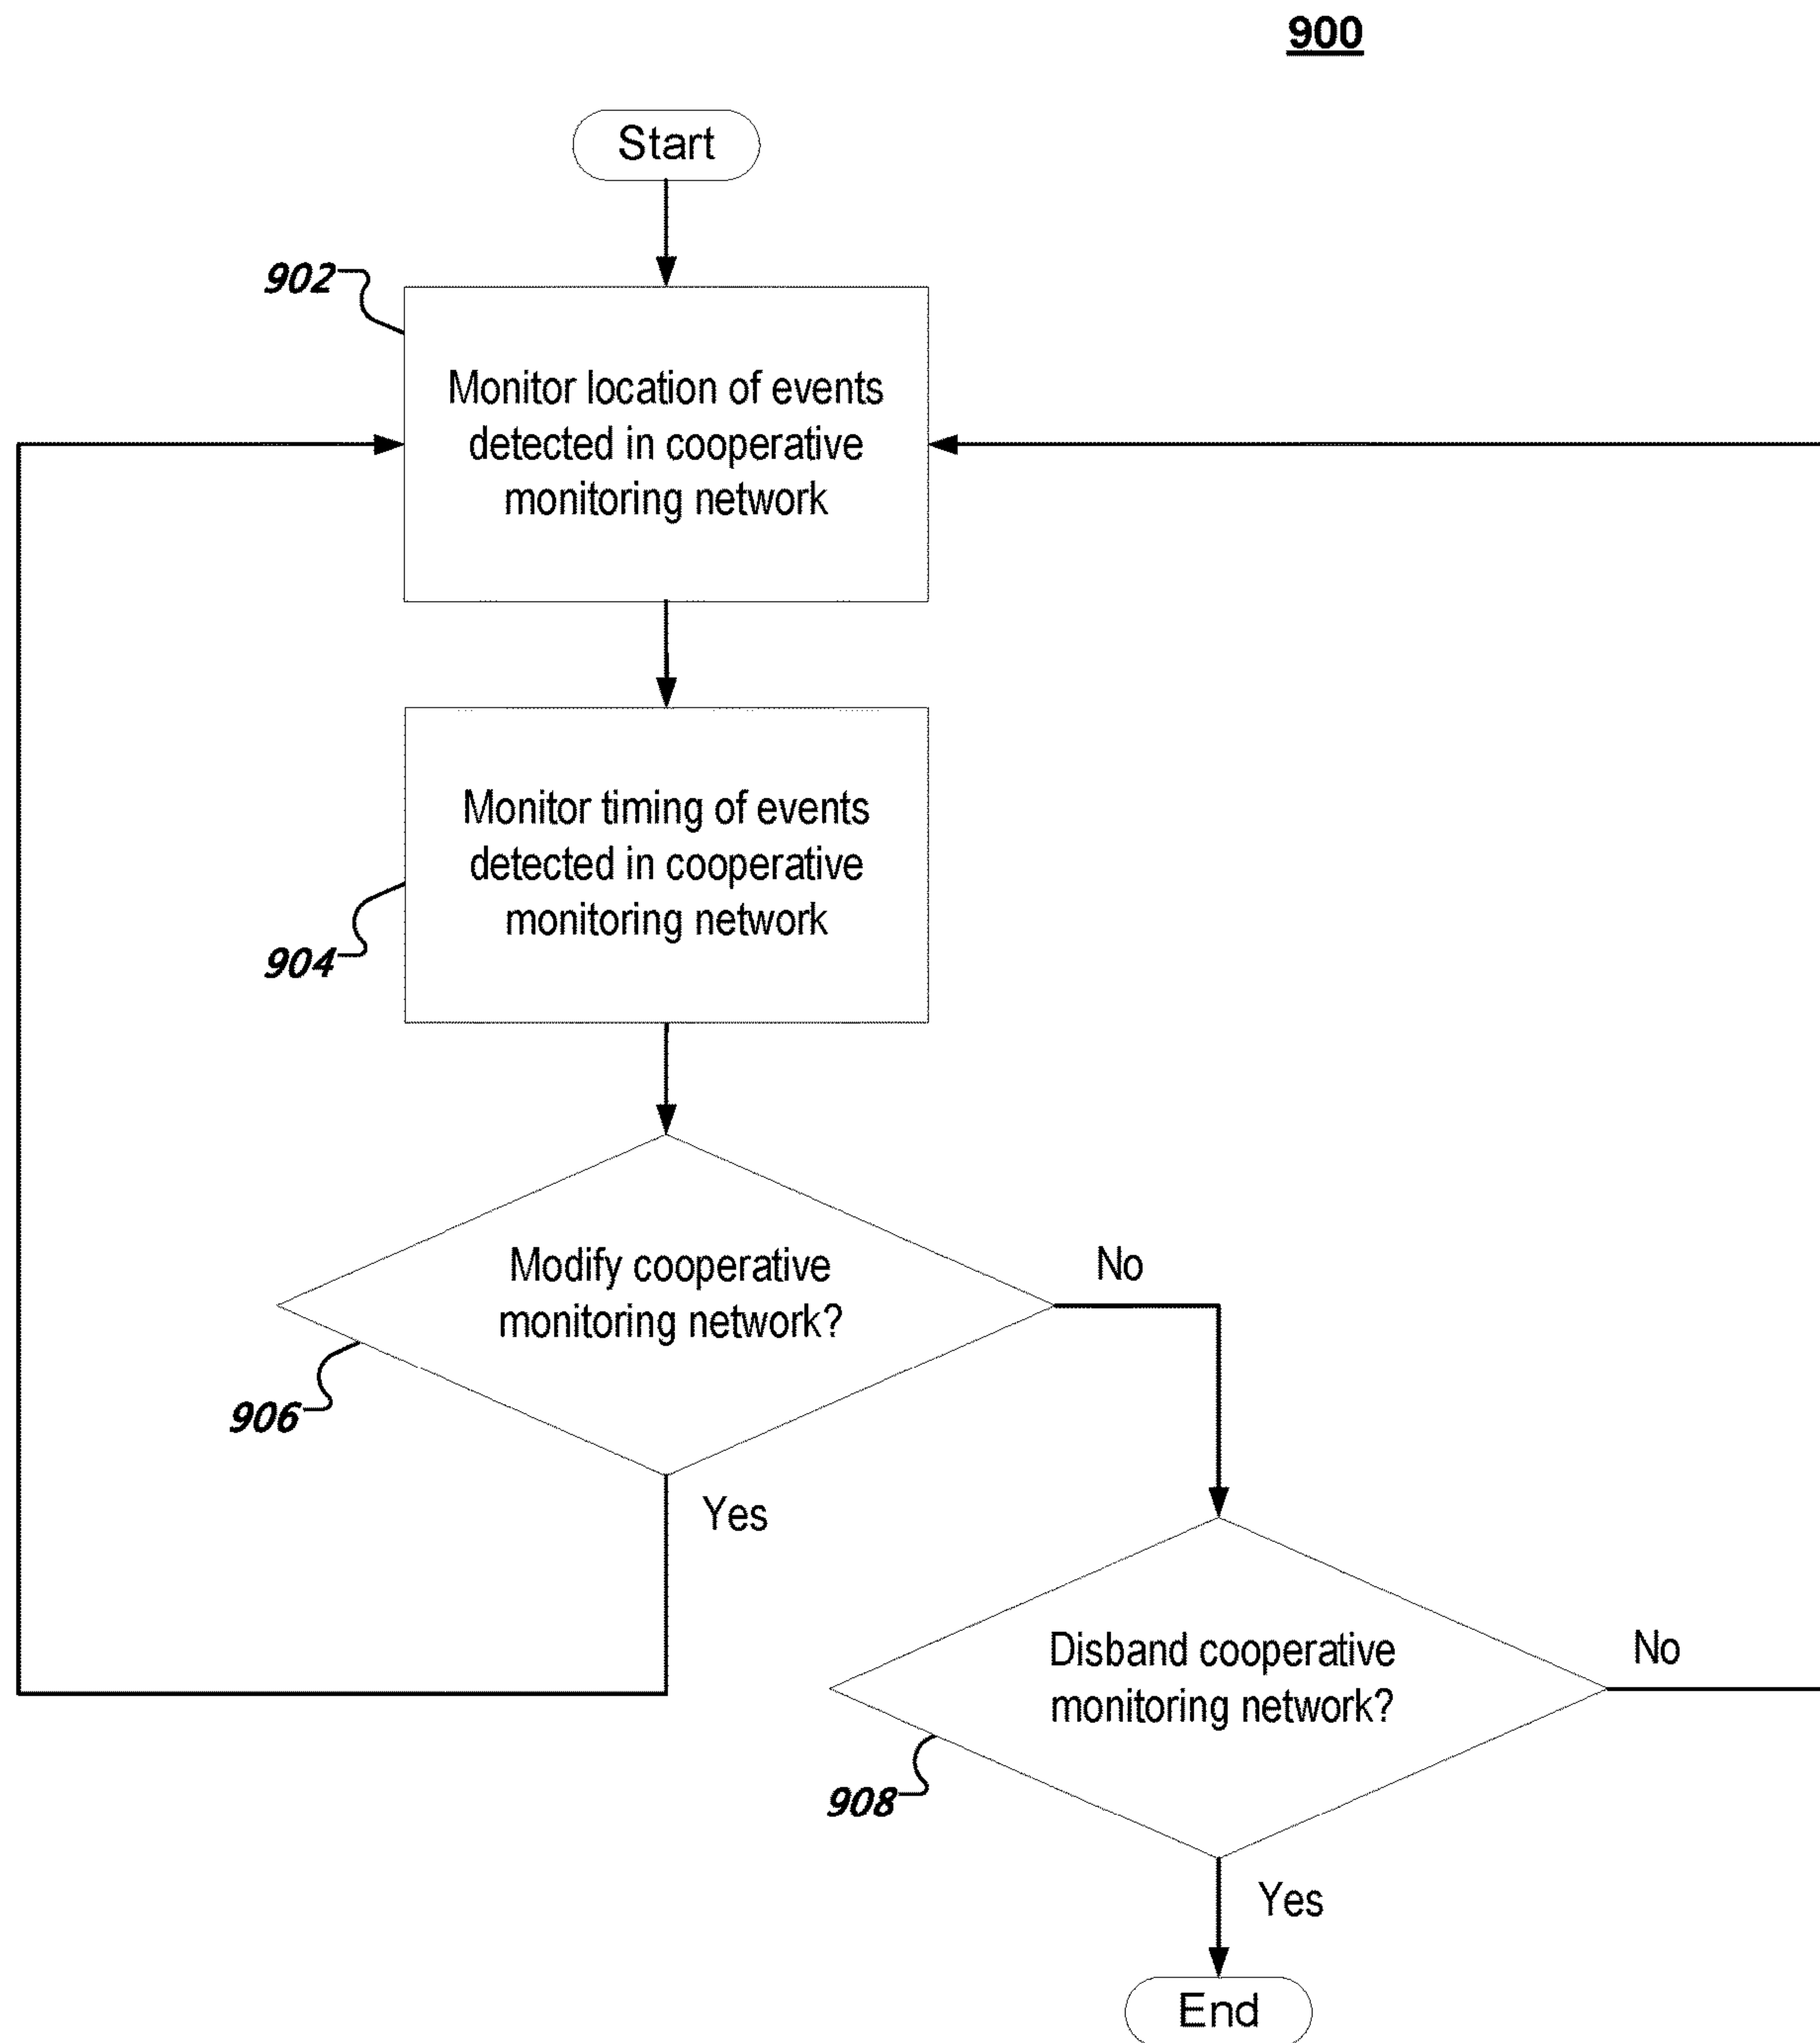 900
Start
902
Monitor location of events
detected in cooperative
monitoring network
Monitor timing of events
detected in cooperative
monitoring network
904
Modify cooperative
monitoring network?
No
906
Yes
Disband cooperative
monitoring network?
No
908
Yes
End